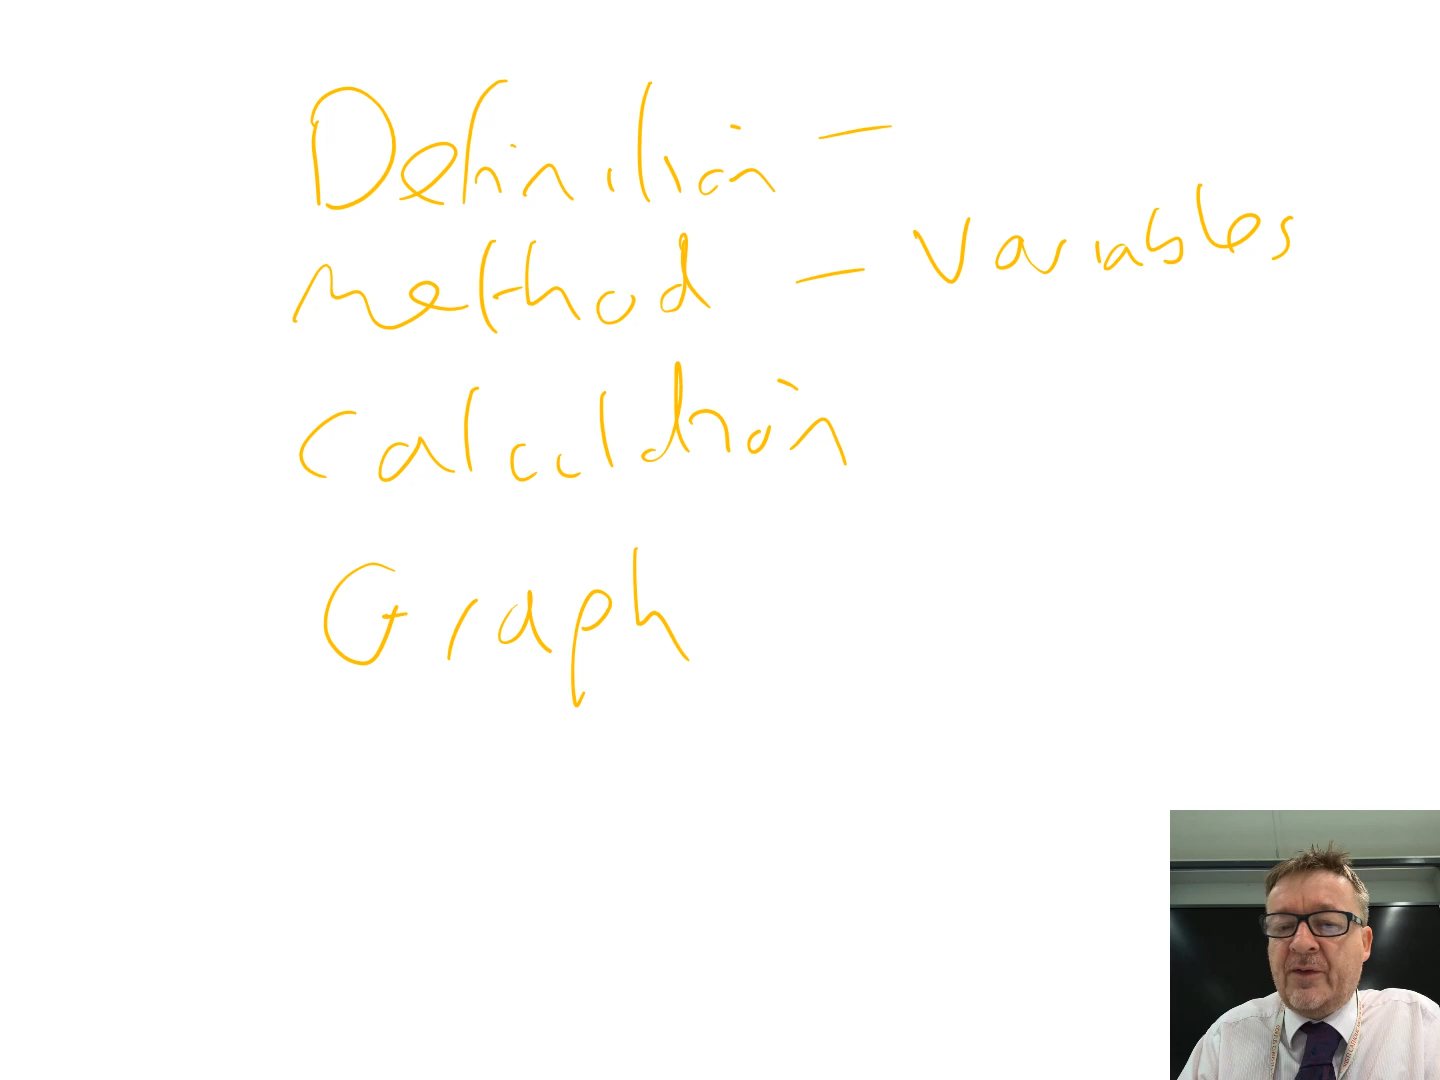 Definition -
Method - Variables
Calculation
Graph